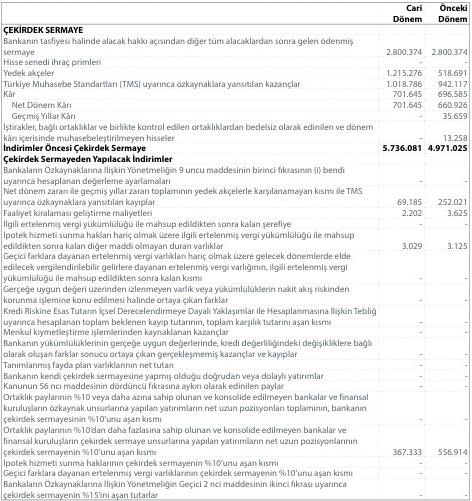 Cari Önceki
Dönem Dönem
ÇEKİRDEK SERMAYE
Bankanın tasfiyesi halinde alacak hakkı açısından diğer tüm alacaklardan sonra gelen ödenmiş
sermaye 2.800.374 2.800.374
Hisse senedi ihraç primleri - -
Yedek akçeler 1.215.276 518.691
Türkiye Muhasebe Standartları (TMS) uyarınca özkaynaklara yansıtılan kazançlar 1.018.786 942.117
Kâr 701.645 696.585
Net Dönem Kârı 701.645 660.926
Geçmiş Yıllar Kârı - 35.659
İştirakler, bağlı ortaklıklar ve birlikte kontrol edilen ortaklıklardan bedelsiz olarak edinilen ve dönem
kârı içerisinde muhasebeleştirilmeyen hisseler - 13.258
İndirimler Öncesi Çekirdek Sermaye 5.736.081 4.971.025
Çekirdek Sermayeden Yapılacak İndirimler
Bankaların Özkaynaklarına İlişkin Yönetmeliğin 9 uncu maddesinin birinci fıkrasının (i) bendi
uyarınca hesaplanan değerleme ayarlamaları - -
Net dönem zararı ile geçmiş yıllar zararı toplamının yedek akçelerle karşılanamayan kısmı ile TMS
uyarınca özkaynaklara yansıtılan kayıplar 69,185 252.021
Faaliyet kiralaması geliştirme maliyetleri 2.202 3.625
İlgili ertelenmiş vergi yükümlülüğü ile mahsup edildikten sonra kalan şerefiye - -
İpotek hizmeti sunma hakları hariç olmak üzere ilgili ertelenmiş vergi yükümlülüğü ile mahsup
edildikten sonra kalan diğer maddi olmayan duran varlıklar 3.029 3.125
Geçici farklara dayanan ertelenmiş vergi varlıkları hariç olmak üzere gelecek dönemlerde elde
edilecek vergilendirilebilir gelirlere dayanan ertelenmiş vergi varlığının, ilgili ertelenmiş vergi
yükümlülüğü ile mahsup edildikten sonra kalan kısmı - -
Gerçeğe uygun değeri üzerinden izlenmeyen varlık veya yükümlülüklerin nakit akış riskinden
korunma işlemine konu edilmesi halinde ortaya çıkan farklar - -
Kredi Riskine Esas Tutarın İçsel Derecelendirmeye Dayalı Yaklaşımlar ile Hesaplanmasına İlişkin Tebliğ
uyarınca hesaplanan toplam beklenen kayıp tutarının, toplam karşılık tutarını aşan kısmı - -
Menkul kıymetleştirme işlemlerinden kaynaklanan kazançlar - -
Bankanın yükümlülüklerinin gerçeğe uygun değerlerinde, kredi değerliliğindeki değişikliklere bağlı
olarak oluşan farklar sonucu ortaya çıkan gerçekleşmemiş kazançlar ve kayıplar - -
Tanımlanmış fayda plan varlıklarının net tutarı - -
Bankanın kendi çekirdek sermayesine yapmış olduğu doğrudan veya dolaylı yatırımlar - -
Kanunun 56 ncı maddesinin dördüncü fıkrasına aykırı olarak edinilen paylar - -
Ortaklık paylarının %10 veya daha azına sahip olunan ve konsolide edilmeyen bankalar ve finansal
kuruluşların özkaynak unsurlarına yapılan yatırımların net uzun pozisyonları toplamının, bankanın
çekirdek sermayesinin %10'unu aşan kısmı - -
Ortaklık paylarının %10'dan daha fazlasına sahip olunan ve konsolide edilmeyen bankalar ve
finansal kuruluşların çekirdek sermaye unsurlarına yapılan yatırımların net uzun pozisyonlarının
çekirdek sermayenin %10'unu aşan kısmı 367.333 556.914
İpotek hizmeti sunma haklarının çekirdek sermayenin %10'unu aşan kısmı - -
Geçici farklara dayanan ertelenmiş vergi varlıklarının çekirdek sermayenin %10'unu aşan kısmı - -
Bankaların Özkaynaklarına İlişkin Yönetmeliğin Geçici 2 nci maddesinin ikinci fıkrası uyarınca
çekirdek sermayenin %15'ini aşan tutarlar - -